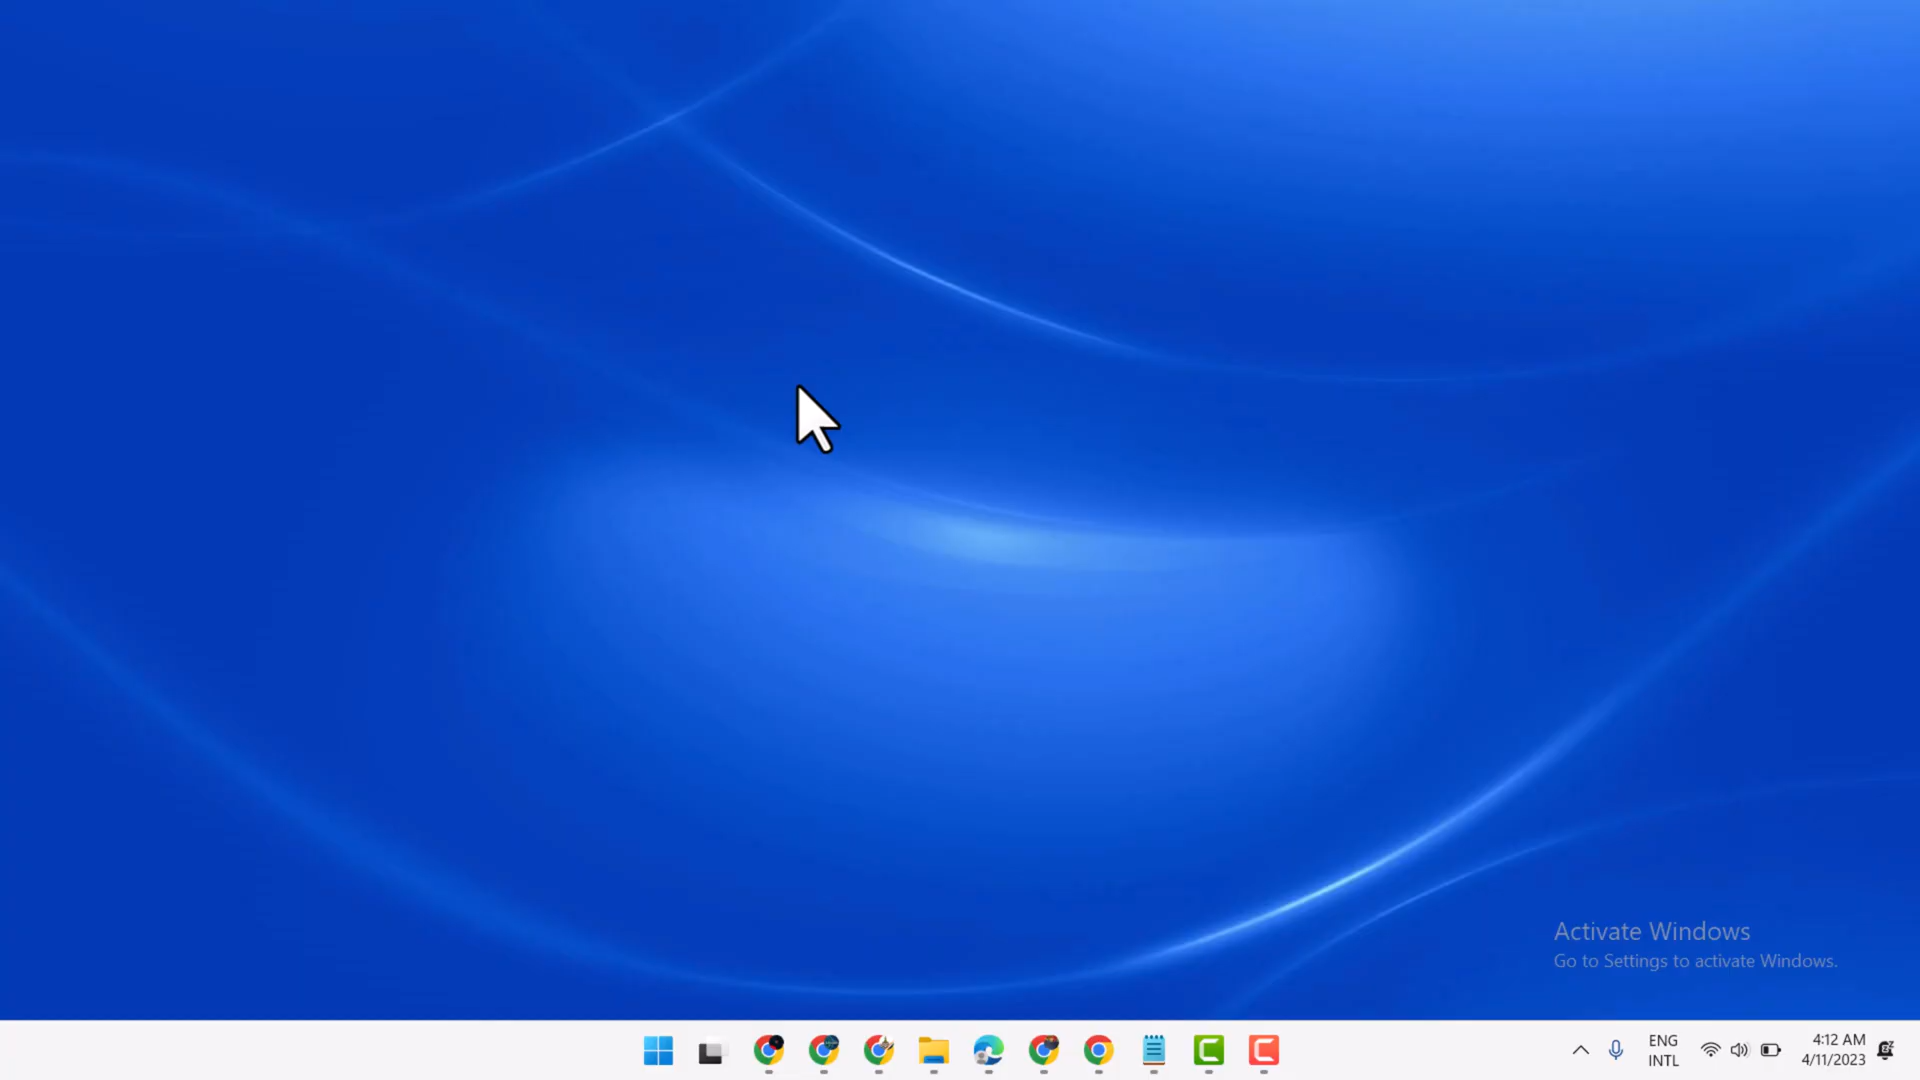 Activate Windows
Go to Settings to activate Windows.
ENG
INTL
4:12 AM
4/11/2023